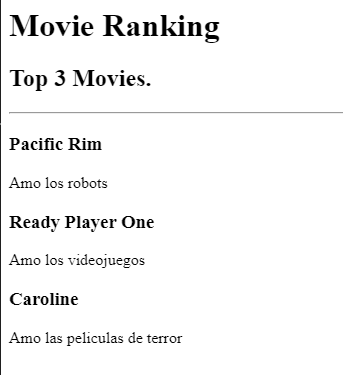 Movie Ranking
Top 3 Movies.
Pacific Rim
Amo los robots
Ready Player One
Amo los videojuegos
Caroline
Amo las peliculas de terror